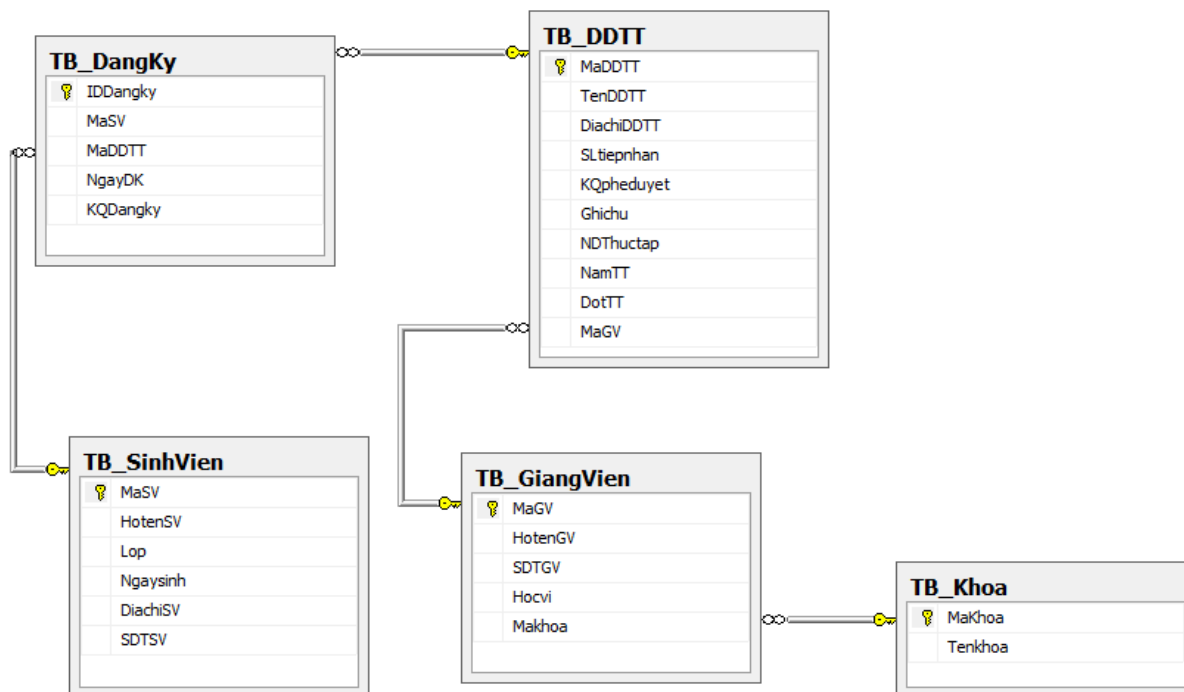 TB_DangKy
IDDangky
MaSV
MaDDTT
NgayDK
KQDangky
TB_DDTT
MaDDTT
TenDDTT
DiachiDDTT
SLtiepnhan
KQpheduyet
Ghichu
NDThuctap
NamTT
DotTT
MaGV
TB_SinhVien
MaSV
HotenSV
Lop
Ngaysinh
DiachiSV
SDTSV
TB_GiangVien
MaGV
HotenGV
SDTGV
Hocvi
Makhoa
TB_Khoa
MaKhoa
Tenkhoa